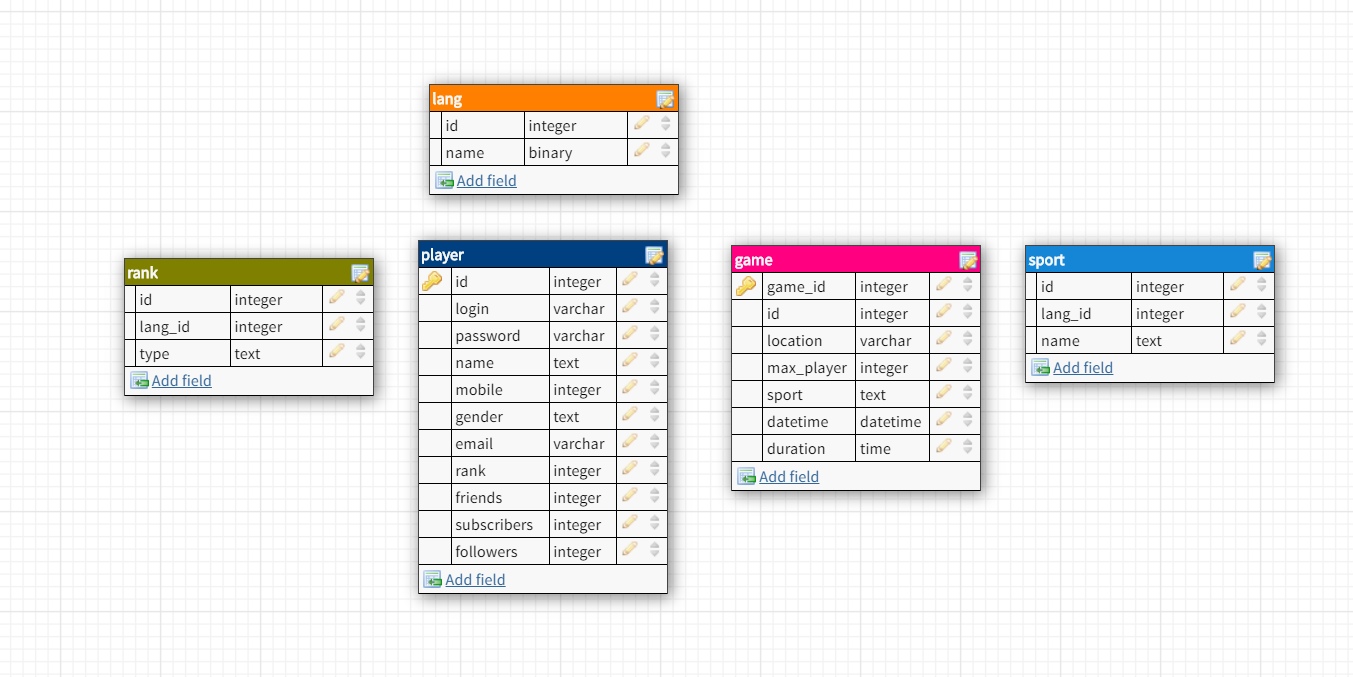 lang
id integer
name binary
Add field
rank
id integer
lang_id integer
type text
Add field
player
id integer
login varchar
password varchar
name text
mobile integer
gender text
email varchar
rank integer
friends integer
subscribers integer
followers integer
Add field
game
game_id integer
id integer
location varchar
max_player integer
sport text
datetime datetime
duration time
Add field
sport
id integer
lang_id integer
name text
Add field